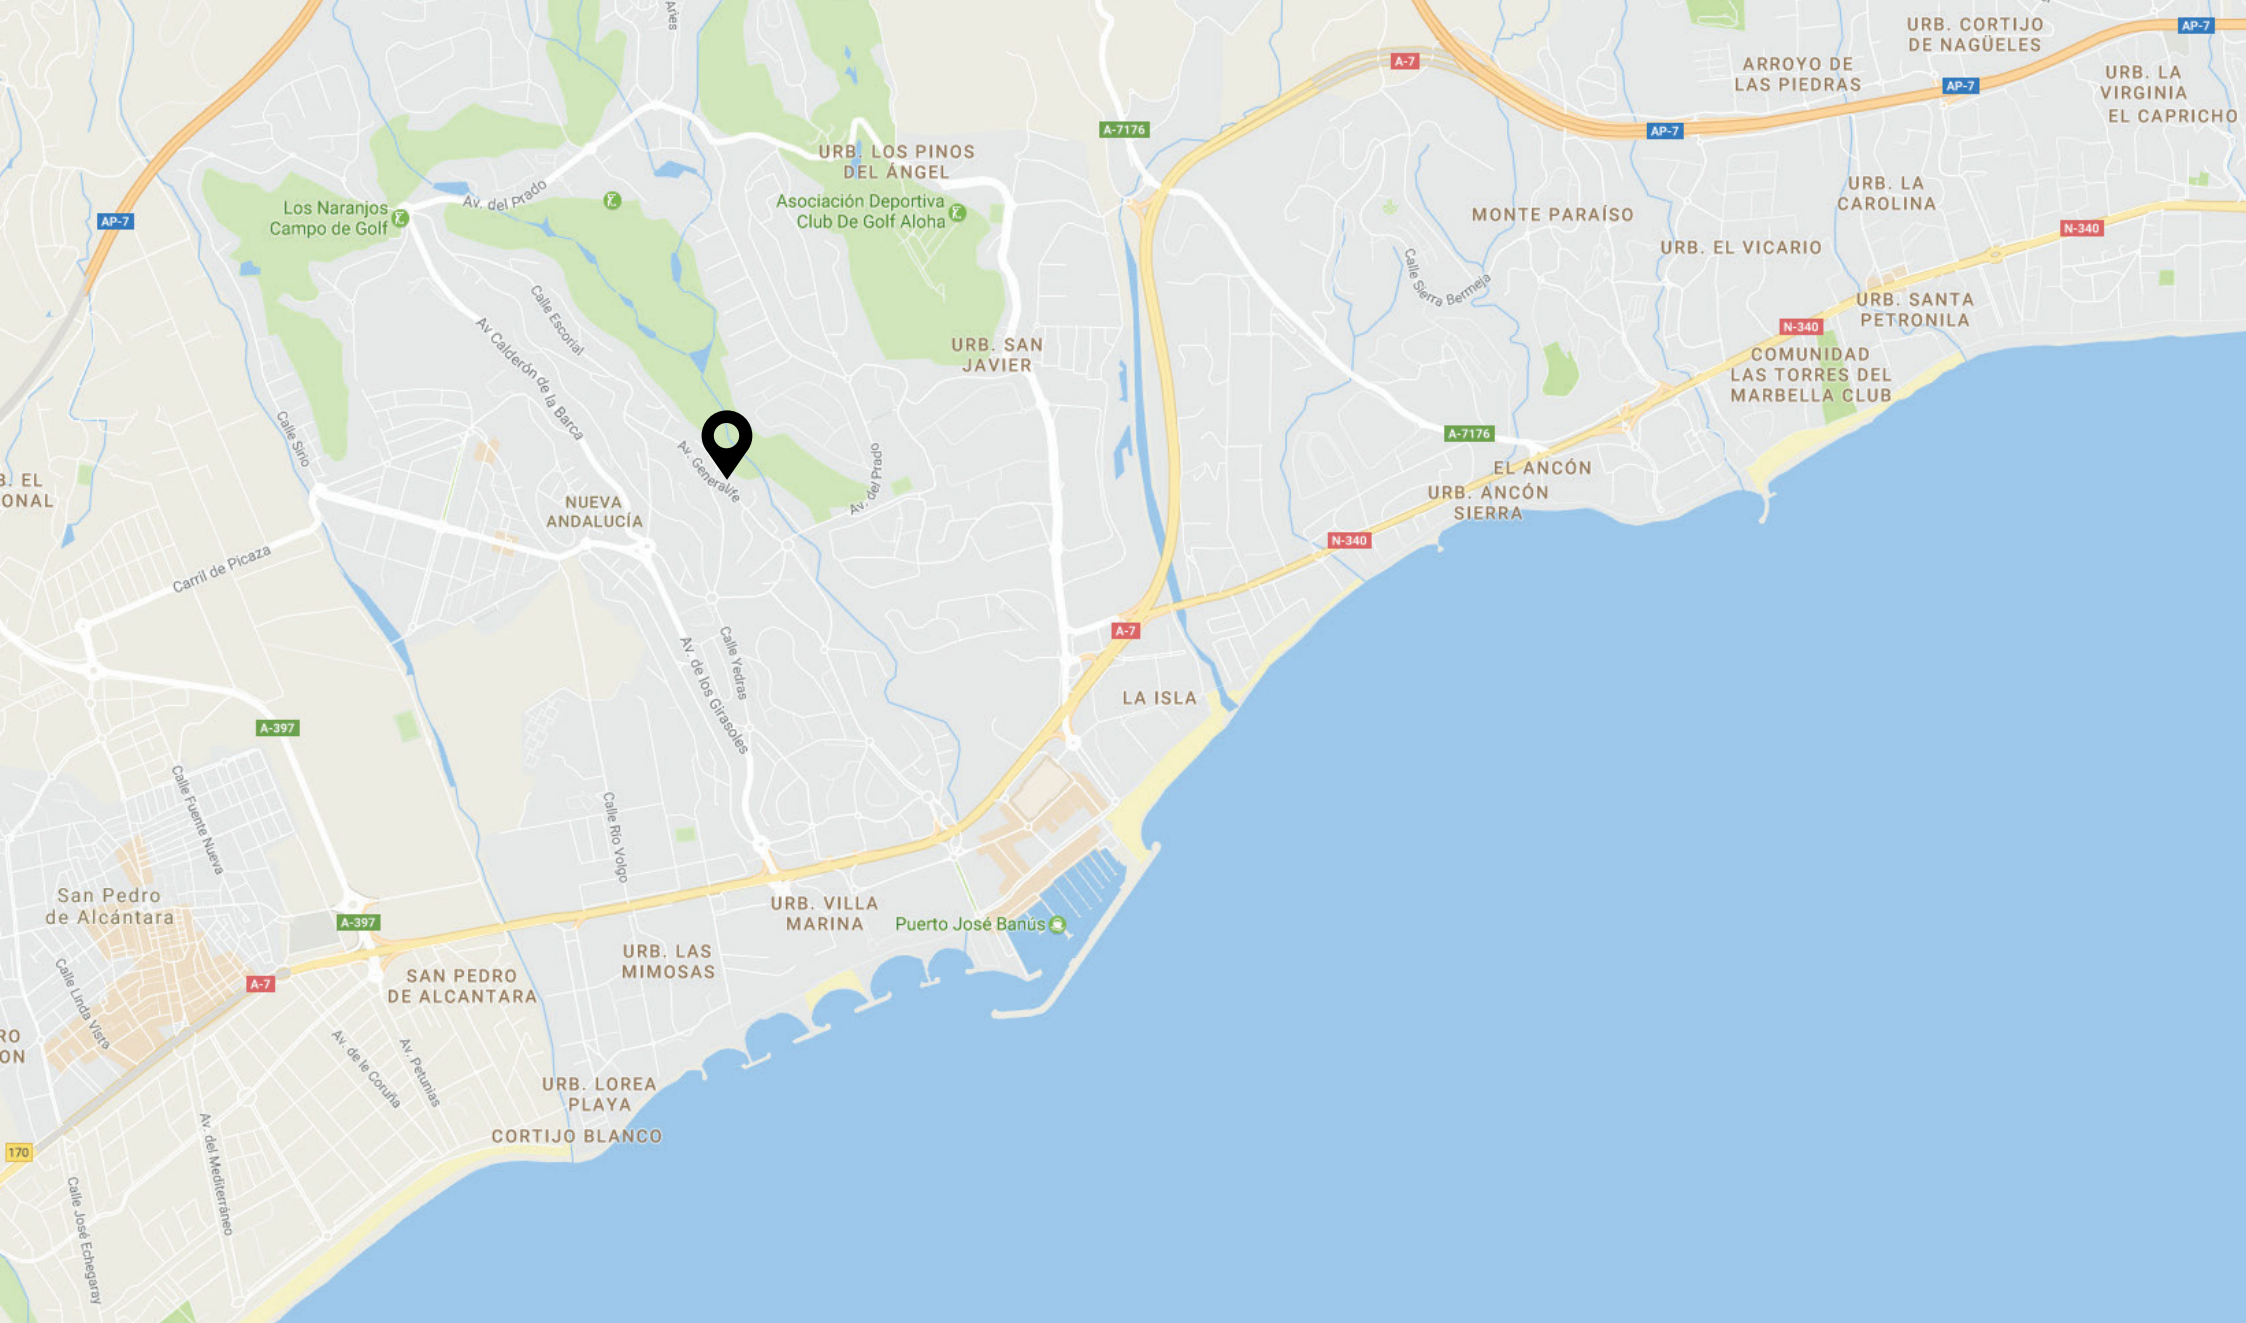 Aries
URB. CORTIJO
DE NAGÜELES
AP-7
A-7
ARROYO DE
LAS PIEDRAS
URB. LA
VIRGINIA
AP-7
EL CAPRICHO
A-7176
AP-7
URB. LOS PINOS
DEL ÁNGEL
Av. del Prado
Los Naranjos
Campo de Golf
Asociación Deportiva
Club De Golf Aloha
AP-7
MONTE PARAÍSO
URB. LA
CAROLINA
N-340
URB. EL VICARIO
Calle Sierra Bermeja
Calle Escorial
Av Calderón de la Barca
URB. SAN
JAVIER
URB. SANTA
PETRONILA
N-340
COMUNIDAD
LAS TORRES DEL
MARBELLA CLUB
Calle Sirio
Av. Generalife
Av. del Prado
A-7176
EL ANCÓN
URB. ANCÓN
SIERRA
B. EL
ONAL
NUEVA
ANDALUCÍA
N-340
Carril de Picaza
A-7
Calle Yedras
Av. de los Girasoles
LA ISLA
A-397
Calle Fuente Nueva
Calle Río Volgo
San Pedro
de Alcántara
A-397
URB. VILLA
MARINA
Puerto José Banús
URB. LAS
MIMOSAS
Calle Linda Vista
A-7
SAN PEDRO
DE ALCANTARA
RO
ON
Av. de le Coruña
Av. Petunias
URB. LOREA
PLAYA
CORTIJO BLANCO
170
Av. del Mediterráneo
Calle José Echegaray